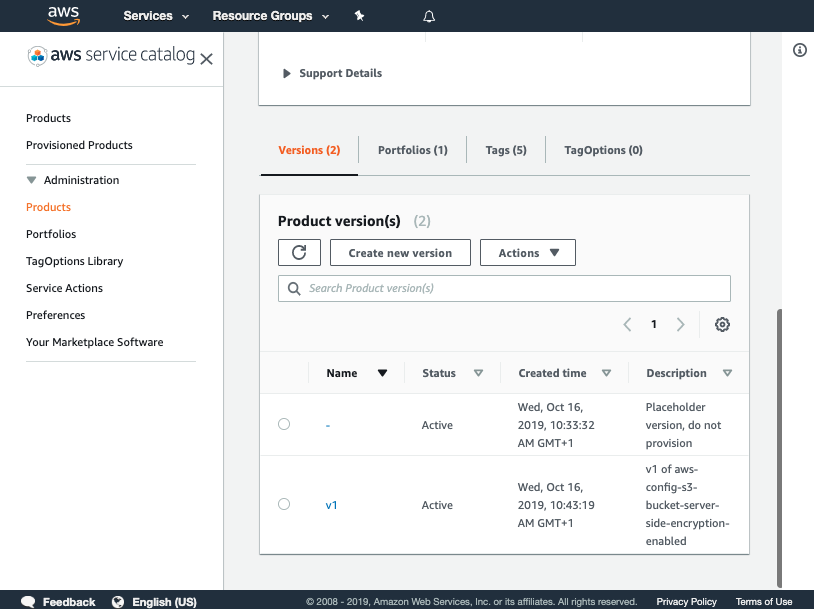 aws Services Resource Groups
aws service catalog
Products
Provisioned Products
Administration
Products
Portfolios
TagOptions Library
Service Actions
Preferences
Your Marketplace Software
Support Details
Versions (2) Portfolios (1) Tags (5) TagOptions (0)
Product version(s) (2)
Create new version Actions
Search Product version(s)
1
Name Status Created time Description
- Active Wed, Oct 16, 2019, 10:33:32 AM GMT+1 Placeholder version, do not provision
v1 Active Wed, Oct 16, 2019, 10:43:19 AM GMT+1 v1 of aws-config-s3-bucket-server-side-encryption-enabled
Feedback English (US) © 2008 - 2019, Amazon Web Services, Inc. or its affiliates. All rights reserved. Privacy Policy Terms of Use